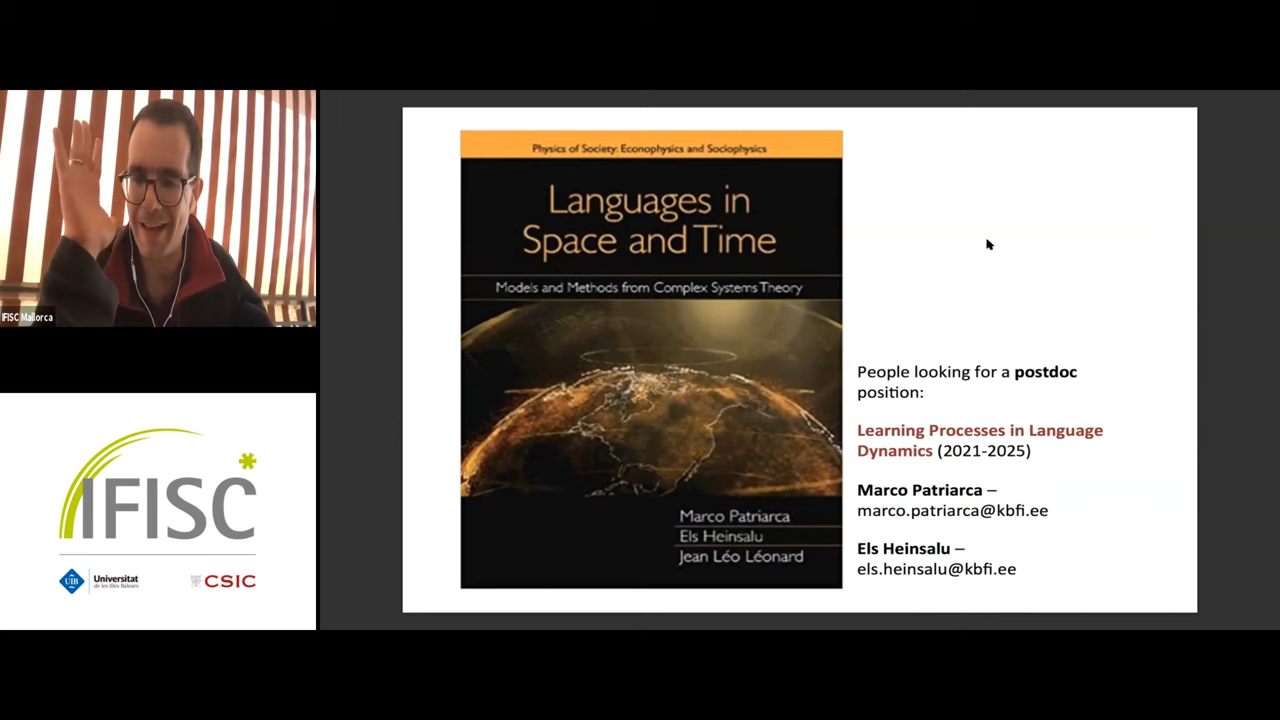 IFISC Mallorca
IFISC
UIB
Universitat
de les Illes Balears
CSIC
Physics of Society: Econophysics and Sociophysics
Languages in
Space and Time
Models and Methods from Complex Systems Theory
Marco Patriarca
Els Heinsalu
Jean Léo Léonard
People looking for a postdoc
position:
Learning Processes in Language
Dynamics (2021-2025)
Marco Patriarca –
marco.patriarca@kbfi.ee
Els Heinsalu –
els.heinsalu@kbfi.ee